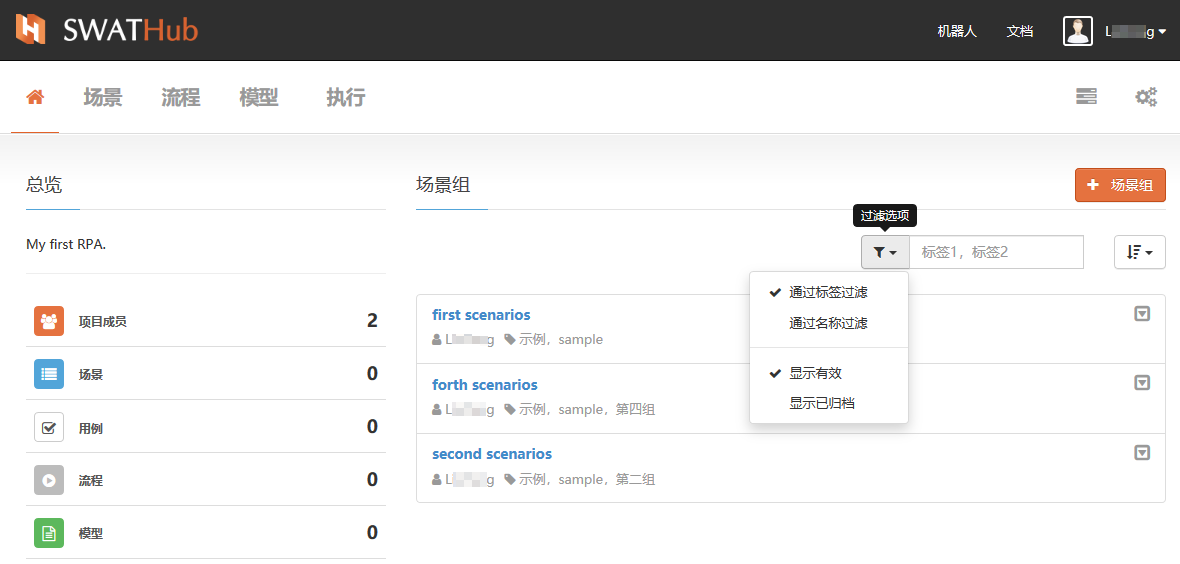 SWATHub
机器人 文档
场景 流程 模型 执行
总览
My first RPA.
项目成员 2
场景 0
用例 0
流程 0
模型 0
场景组
场景组
过滤选项
标签1，标签2
通过标签过滤
通过名称过滤
显示有效
显示已归档
first scenarios
示例，sample
forth scenarios
示例，sample，第四组
second scenarios
示例，sample，第二组